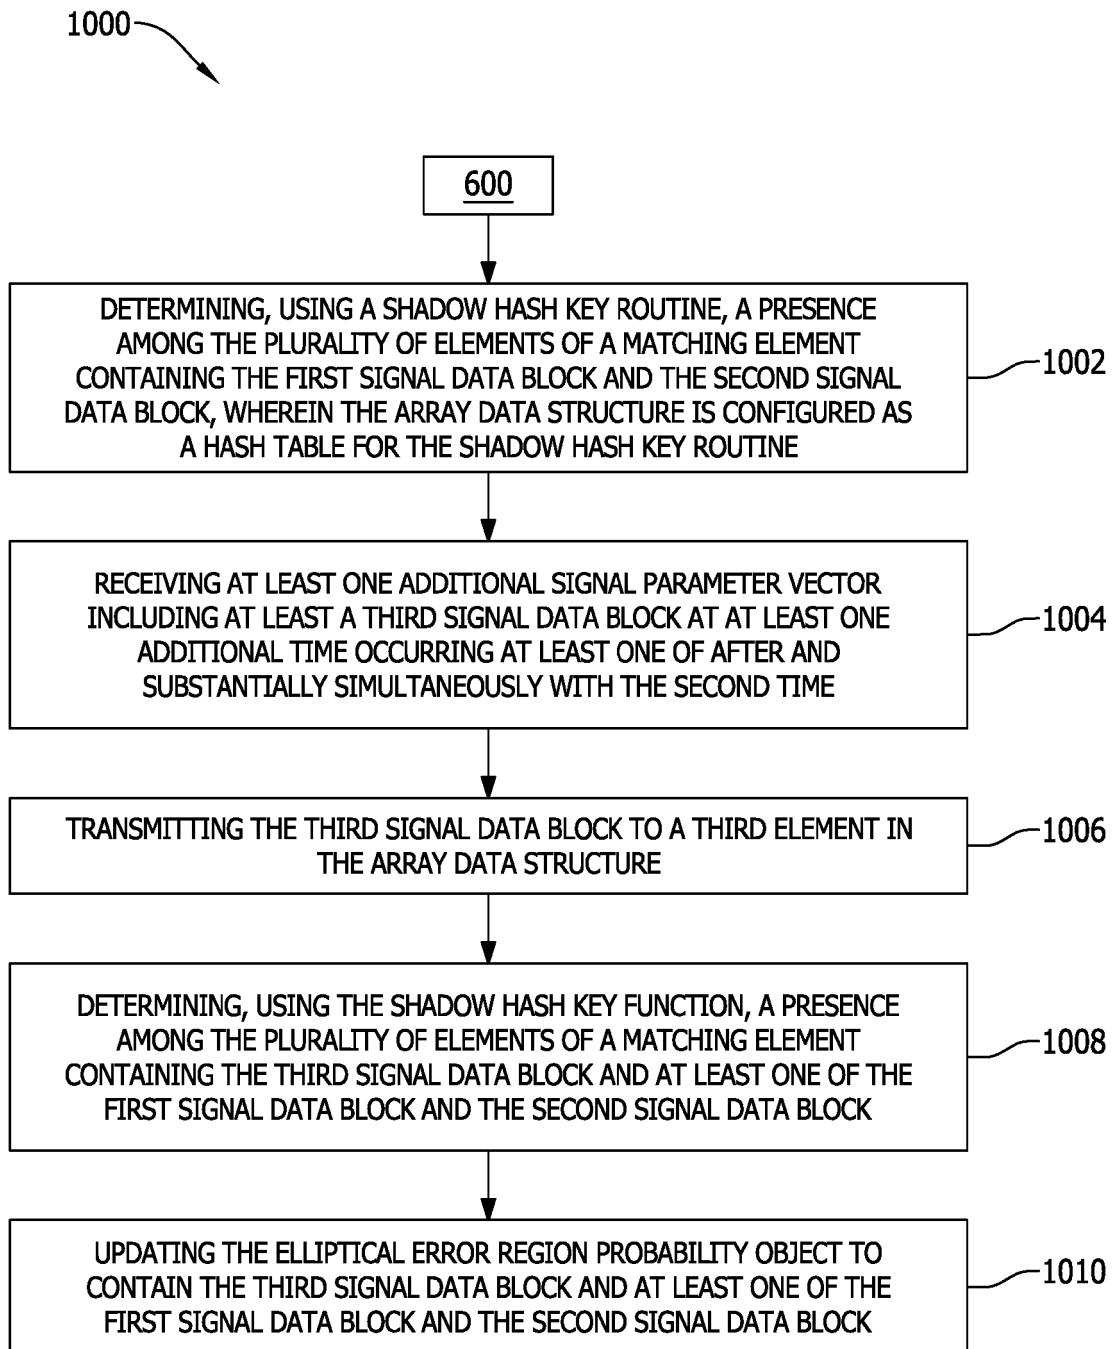 1000
600
DETERMINING, USING A SHADOW HASH KEY ROUTINE, A PRESENCE
AMONG THE PLURALITY OF ELEMENTS OF A MATCHING ELEMENT
CONTAINING THE FIRST SIGNAL DATA BLOCK AND THE SECOND SIGNAL
DATA BLOCK, WHEREIN THE ARRAY DATA STRUCTURE IS CONFIGURED AS
A HASH TABLE FOR THE SHADOW HASH KEY ROUTINE
1002
RECEIVING AT LEAST ONE ADDITIONAL SIGNAL PARAMETER VECTOR
INCLUDING AT LEAST A THIRD SIGNAL DATA BLOCK AT AT LEAST ONE
ADDITIONAL TIME OCCURRING AT LEAST ONE OF AFTER AND
SUBSTANTIALLY SIMULTANEOUSLY WITH THE SECOND TIME
1004
TRANSMITTING THE THIRD SIGNAL DATA BLOCK TO A THIRD ELEMENT IN
THE ARRAY DATA STRUCTURE
1006
DETERMINING, USING THE SHADOW HASH KEY FUNCTION, A PRESENCE
AMONG THE PLURALITY OF ELEMENTS OF A MATCHING ELEMENT
CONTAINING THE THIRD SIGNAL DATA BLOCK AND AT LEAST ONE OF THE
FIRST SIGNAL DATA BLOCK AND THE SECOND SIGNAL DATA BLOCK
1008
UPDATING THE ELLIPTICAL ERROR REGION PROBABILITY OBJECT TO
CONTAIN THE THIRD SIGNAL DATA BLOCK AND AT LEAST ONE OF THE
FIRST SIGNAL DATA BLOCK AND THE SECOND SIGNAL DATA BLOCK
1010